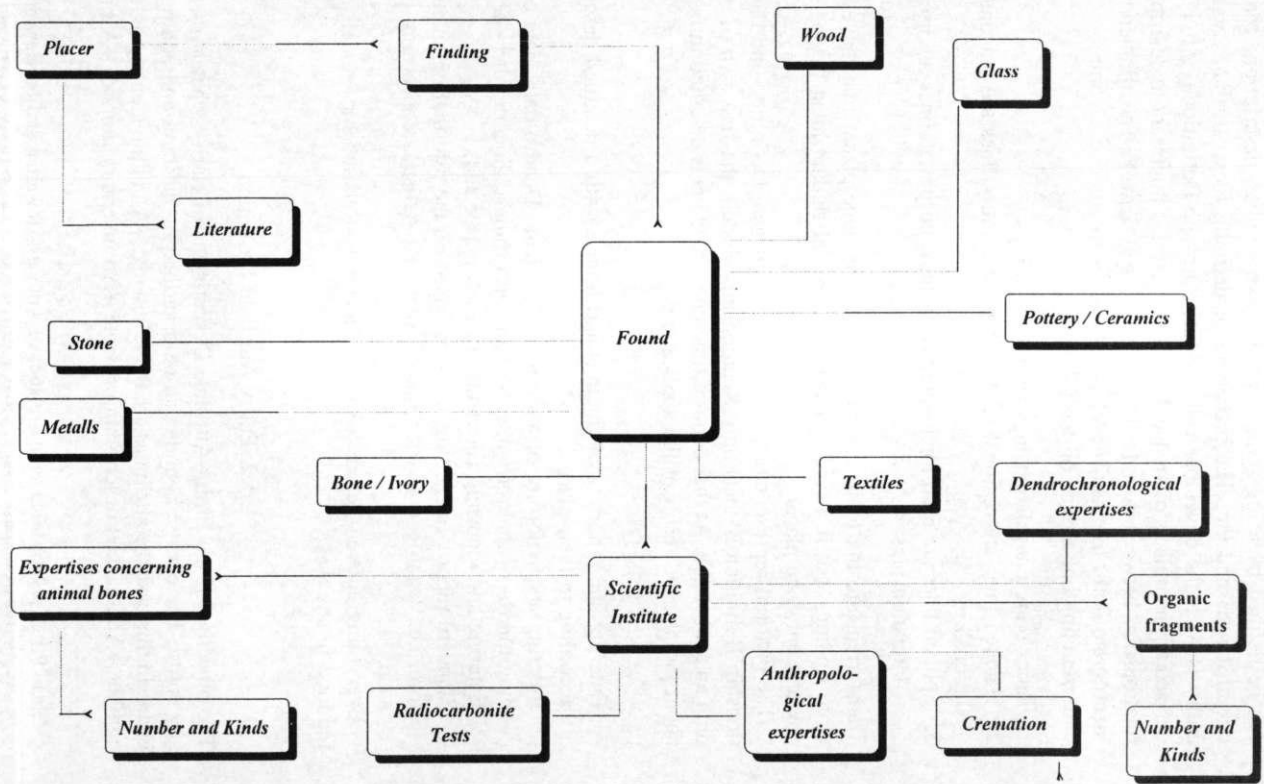 Placer
Finding
Wood
Glass
Literature
Found
Pottery / Ceramics
Stone
Metalls
Bone / Ivory
Textiles
Dendrochronological
expertises
Expertises concerning
animal bones
Scientific
Institute
Organic
fragments
Number and Kinds
Radiocarbonite
Tests
Anthropolo-
gical
expertises
Cremation
Number and
Kinds